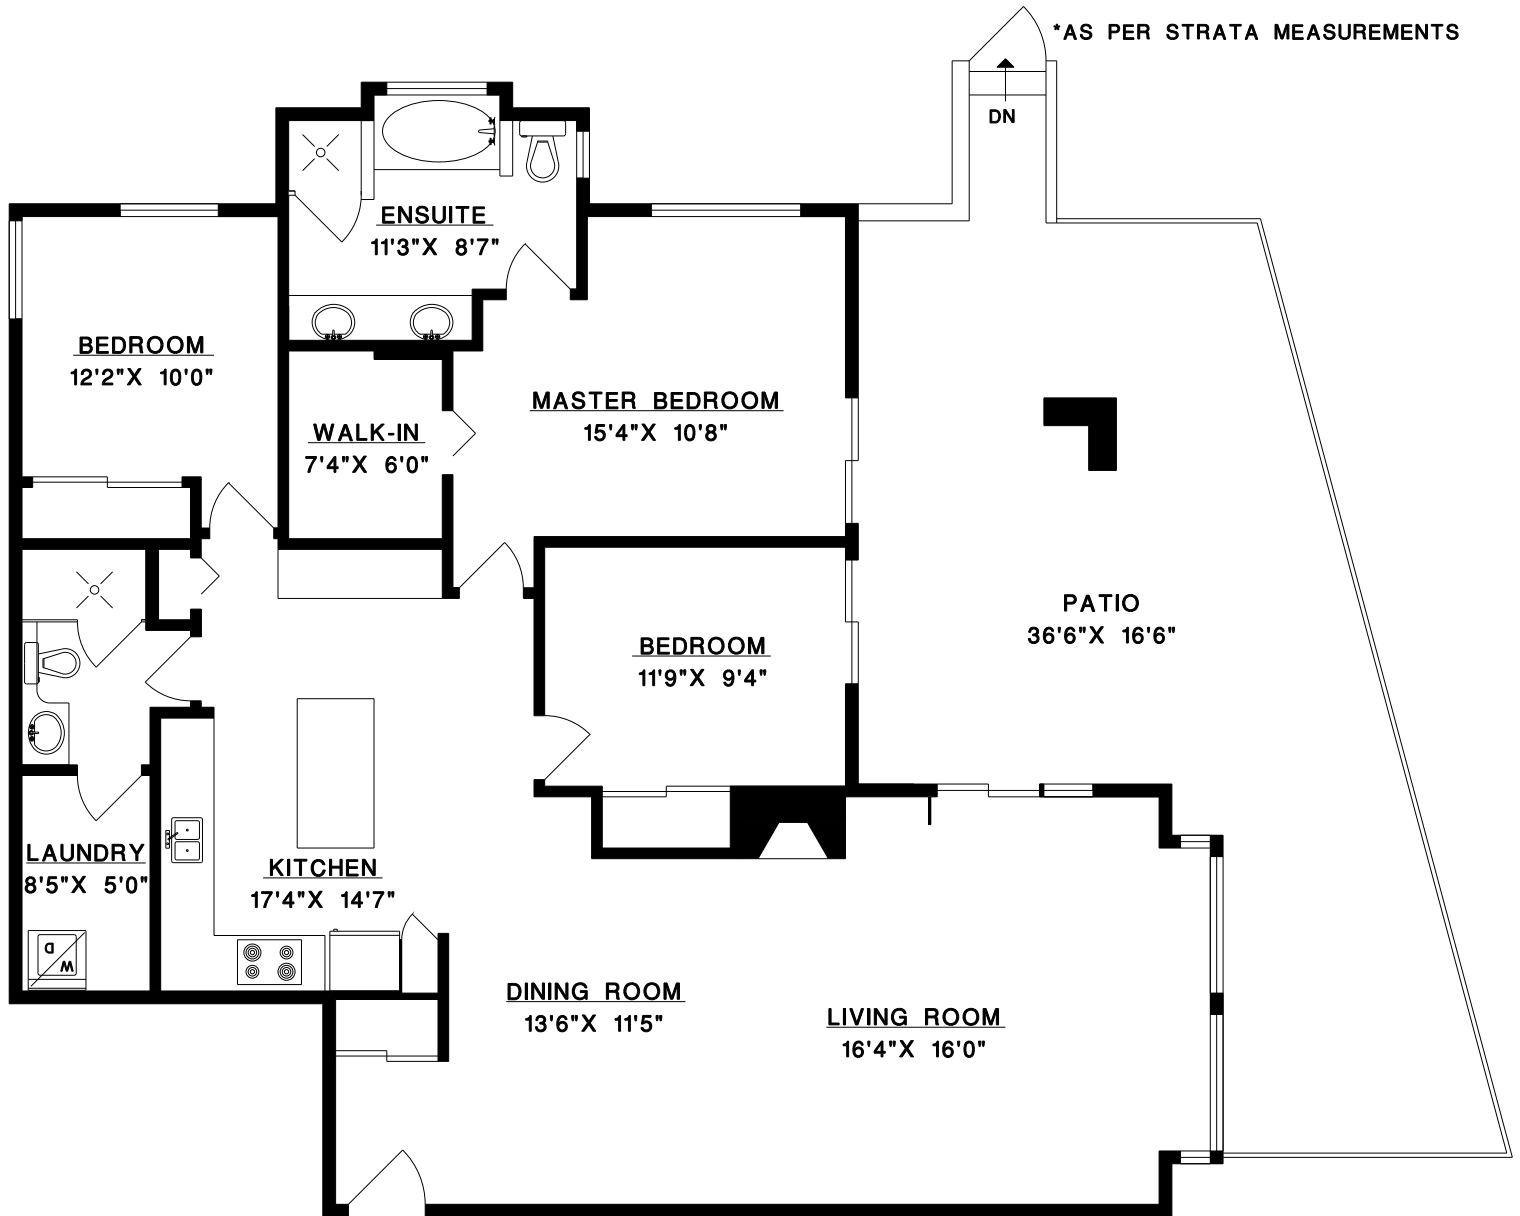 *AS PER STRATA MEASUREMENTS
DN
ENSUITE
11'3"X 8'7"
BEDROOM
12'2"X 10'0"
MASTER BEDROOM
15'4"X 10'8"
WALK-IN
7'4"X 6'0"
PATIO
36'6"X 16'6"
BEDROOM
11'9"X 9'4"
LAUNDRY
8'5"X 5'0"
KITCHEN
17'4"X 14'7"
D
W
DINING ROOM
13'6"X 11'5"
LIVING ROOM
16'4"X 16'0"